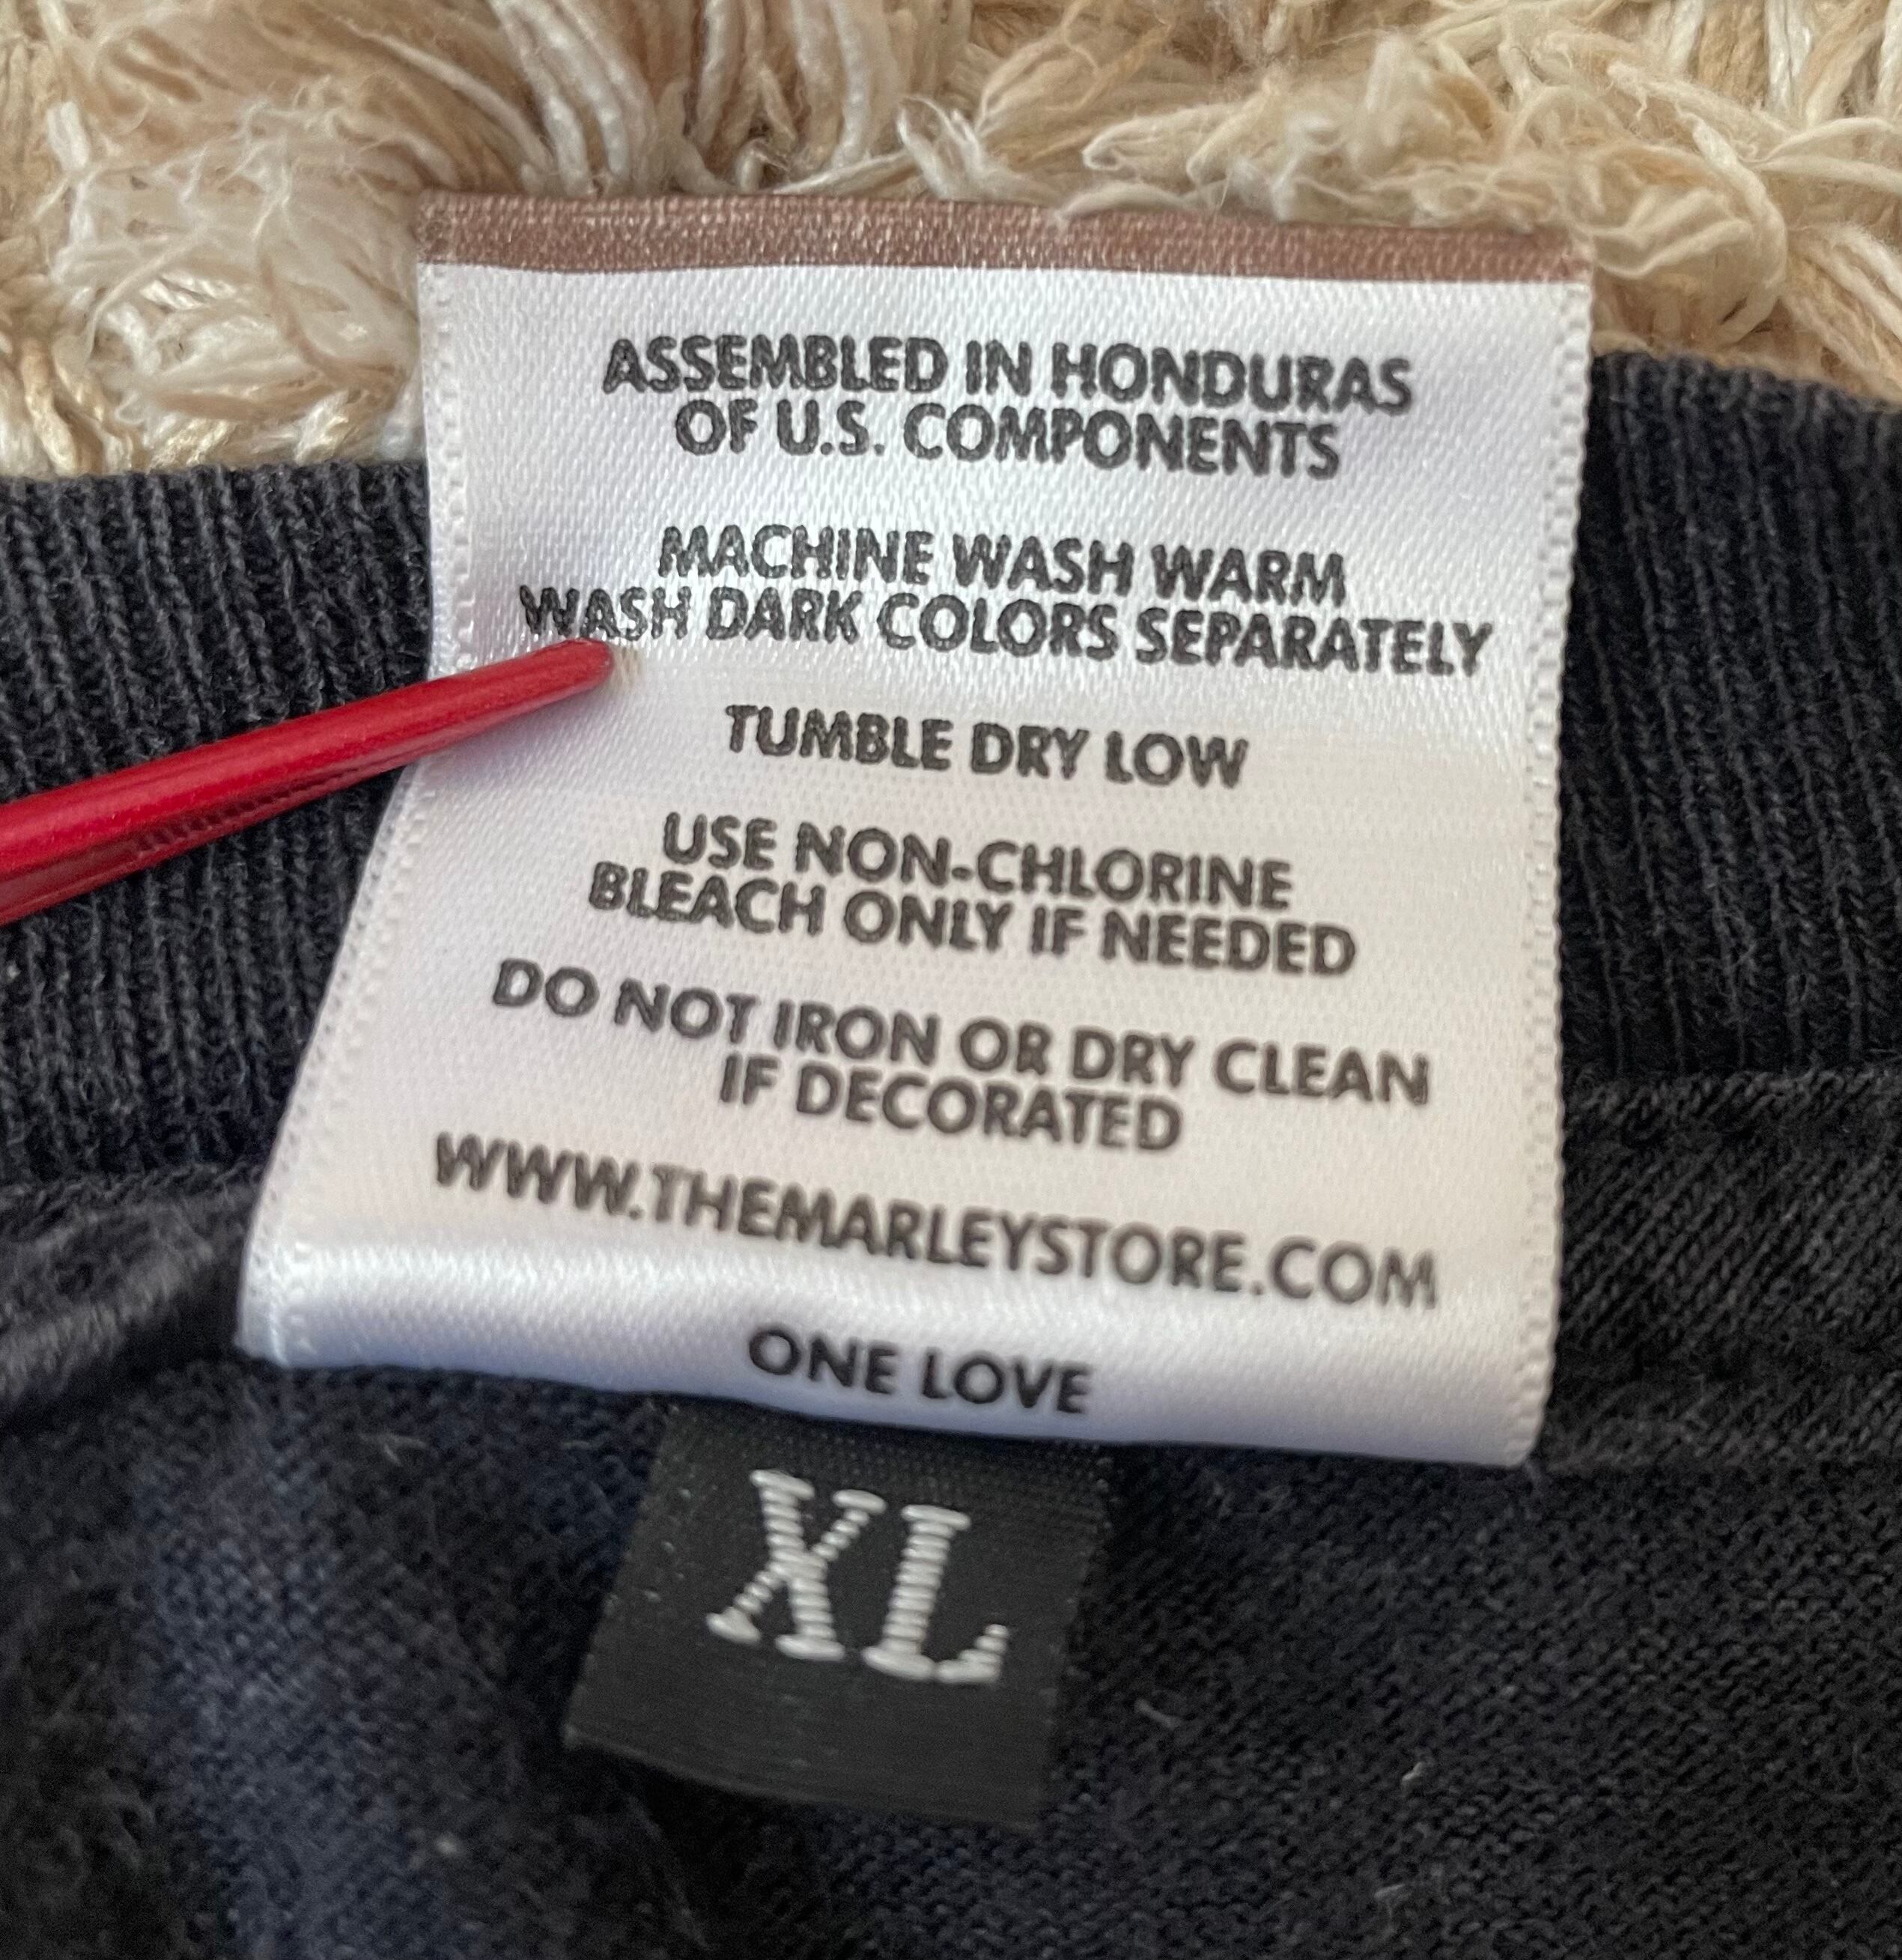 ASSEMBLED IN HONDURAS
OF U.S. COMPONENTS
MACHINE WASH WARM
WASH DARK COLORS SEPARATELY
TUMBLE DRY LOW
USE NON-CHLORINE
BLEACH ONLY IF NEEDED
DO NOT IRON OR DRY CLEAN
IF DECORATED
WWW.THEMARLEYSTORE.COM
ONE LOVE
XL